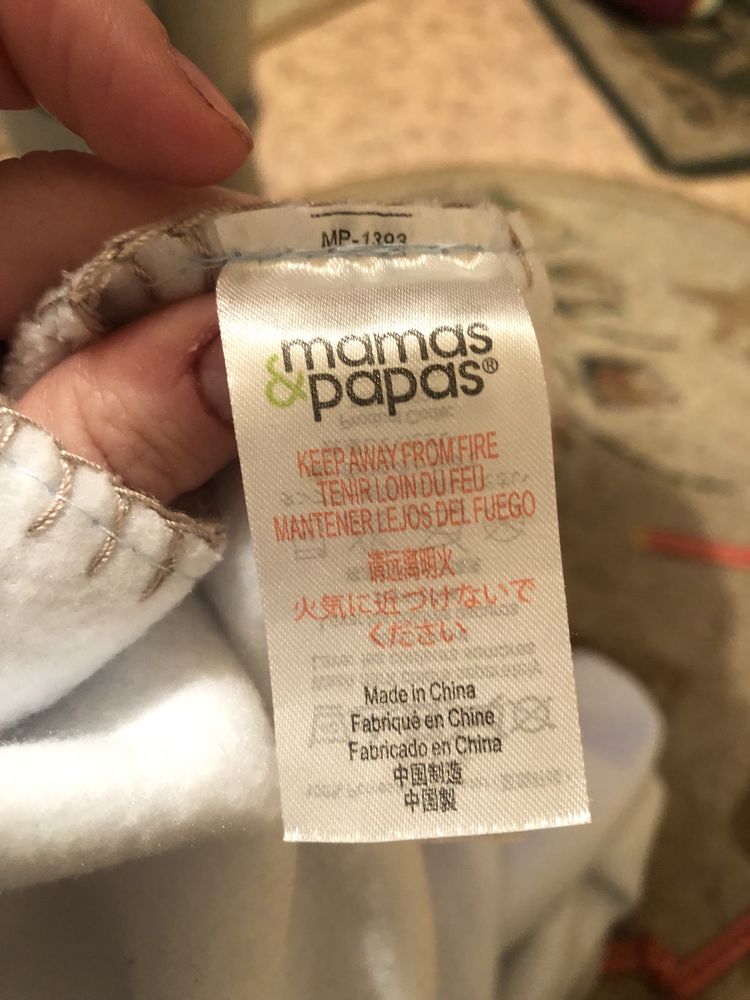 MP-1393
mamas
&papas®
KEEP AWAY FROM FIRE
TENIR LOIN DU FEU
MANTENER LEJOS DEL FUEGO
请远离明火
火気に近づけないで
ください
Made in China
Fabriqué en Chine
Fabricado en China
中国制造
中国製